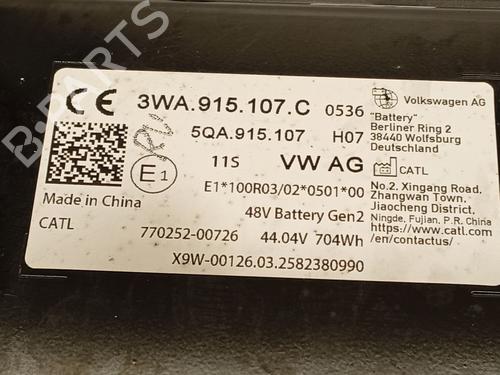 B-PARTS
CE
3WA.915.107.C 0536
5QA.915.107 H07
11S VW AG
E1
E1*100R03/02*0501*00
Made in China
48V Battery Gen2
CATL
770252-00726 44.04V 704Wh
X9W-00126.03.2582380990
Volkswagen AG
"Battery"
Berliner Ring 2
38440 Wolfsburg
Deutschland
CATL
No.2, Xingang Road,
Zhangwan Town,
Jiaocheng District,
Ningde, Fujian, P.R. China
https://www.catl.com/
en/contactus/